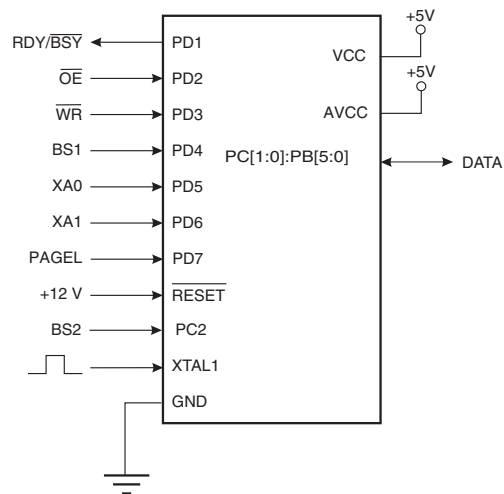 +5V
RDY/BSY PD1
VCC
OE PD2
+5V
WR PD3
AVCC
BS1 PD4
PC[1:0]:PB[5:0] DATA
XA0 PD5
XA1 PD6
PAGEL PD7
+12 V RESET
BS2 PC2
XTAL1
GND